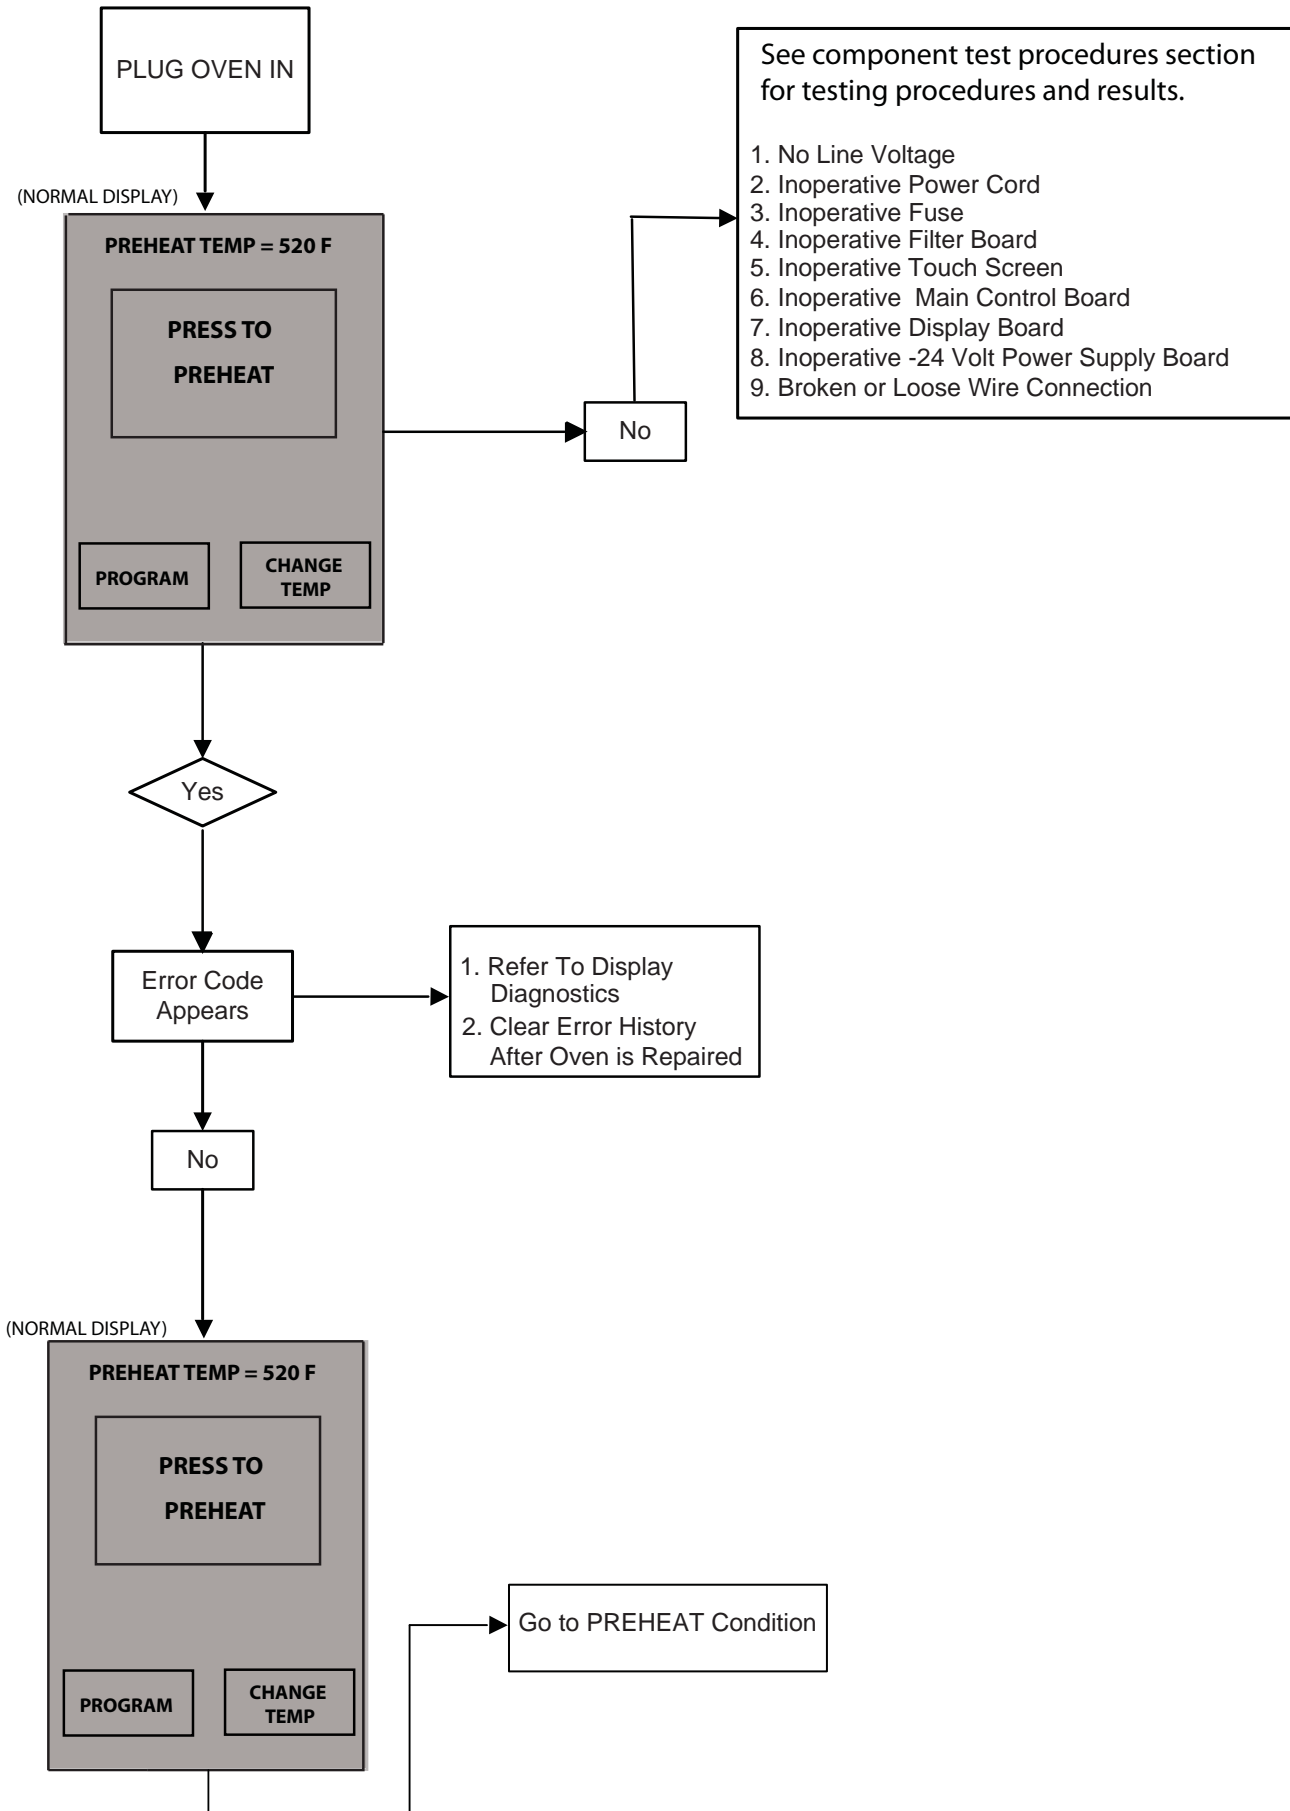 PLUG OVEN IN
See component test procedures section
for testing procedures and results.
1. No Line Voltage
2. Inoperative Power Cord
3. Inoperative Fuse
4. Inoperative Filter Board
5. Inoperative Touch Screen
6. Inoperative  Main Control Board
7. Inoperative Display Board
8. Inoperative -24 Volt Power Supply Board
9. Broken or Loose Wire Connection
(NORMAL DISPLAY)
PREHEAT TEMP = 520 F
PRESS TO
PREHEAT
No
PROGRAM
CHANGE
TEMP
Yes
Error Code
Appears
1. Refer To Display
Diagnostics
2. Clear Error History
After Oven is Repaired
No
(NORMAL DISPLAY)
PREHEAT TEMP = 520 F
PRESS TO
PREHEAT
Go to PREHEAT Condition
PROGRAM
CHANGE
TEMP